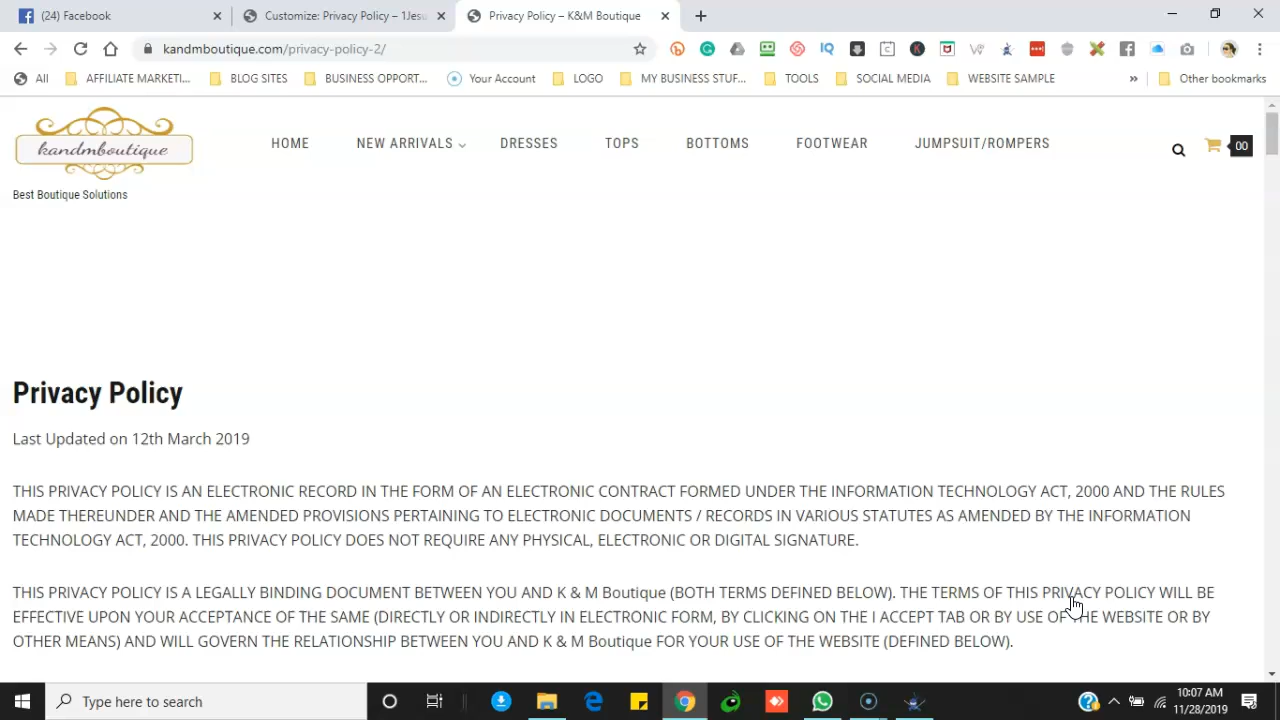 (24) Facebook
Customize: Privacy Policy – 1Jesu
Privacy Policy – K&M Boutique
kandmboutique.com/privacy-policy-2/
All
AFFILIATE MARKETI...
BLOG SITES
BUSINESS OPPORT...
Your Account
LOGO
MY BUSINESS STUF...
TOOLS
SOCIAL MEDIA
WEBSITE SAMPLE
»
Other bookmarks
kandmboutique
Best Boutique Solutions
HOME
NEW ARRIVALS
DRESSES
TOPS
BOTTOMS
FOOTWEAR
JUMPSUIT/ROMPERS
00
Privacy Policy
Last Updated on 12th March 2019
THIS PRIVACY POLICY IS AN ELECTRONIC RECORD IN THE FORM OF AN ELECTRONIC CONTRACT FORMED UNDER THE INFORMATION TECHNOLOGY ACT, 2000 AND THE RULES
MADE THEREUNDER AND THE AMENDED PROVISIONS PERTAINING TO ELECTRONIC DOCUMENTS / RECORDS IN VARIOUS STATUTES AS AMENDED BY THE INFORMATION
TECHNOLOGY ACT, 2000. THIS PRIVACY POLICY DOES NOT REQUIRE ANY PHYSICAL, ELECTRONIC OR DIGITAL SIGNATURE.
THIS PRIVACY POLICY IS A LEGALLY BINDING DOCUMENT BETWEEN YOU AND K & M Boutique (BOTH TERMS DEFINED BELOW). THE TERMS OF THIS PRIVACY POLICY WILL BE
EFFECTIVE UPON YOUR ACCEPTANCE OF THE SAME (DIRECTLY OR INDIRECTLY IN ELECTRONIC FORM, BY CLICKING ON THE I ACCEPT TAB OR BY USE OF THE WEBSITE OR BY
OTHER MEANS) AND WILL GOVERN THE RELATIONSHIP BETWEEN YOU AND K & M Boutique FOR YOUR USE OF THE WEBSITE (DEFINED BELOW).
Type here to search
10:07 AM
11/28/2019